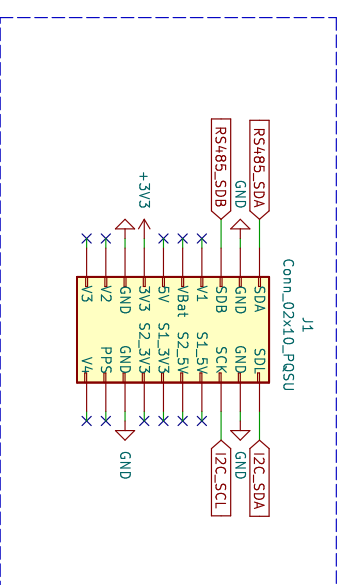 J1
Conn_02x10_PQSU
RS485_SDA
GND
RS485_SDB
+3V3
SDA
GND
SDB
V1
VBat
5V
3V3
GND
V2
V3
SDL
GND
SCK
S1_5V
S2_5V
S1_3V3
S2_3V3
GND
PPS
V4
I2C_SDA
GND
I2C_SCL
GND